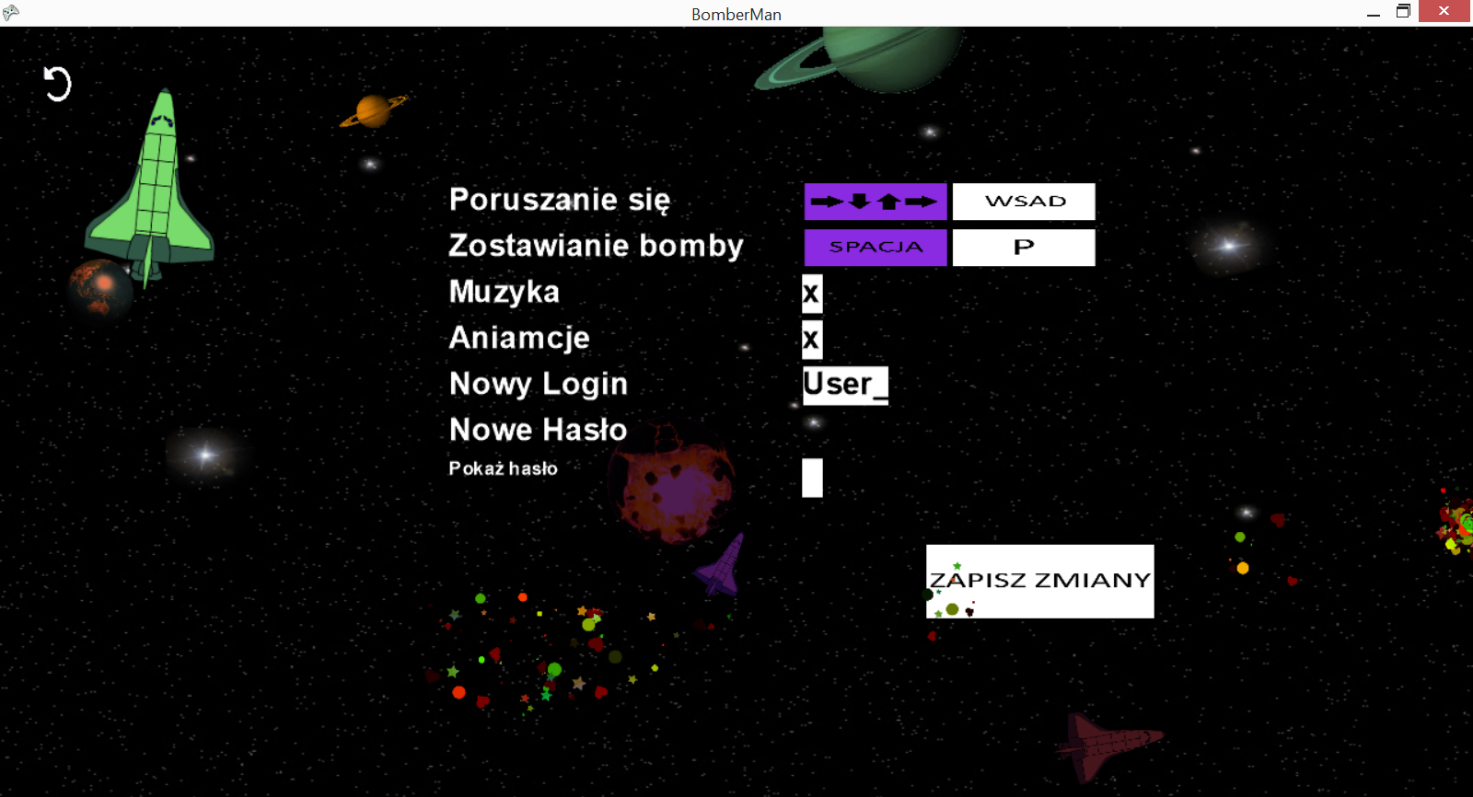 BomberMan
Poruszanie się WSAD
Zostawianie bomby SPACJA P
Muzyka x
Aniamcje x
Nowy Login User_
Nowe Hasło
Pokaż hasło
ZAPISZ ZMIANY